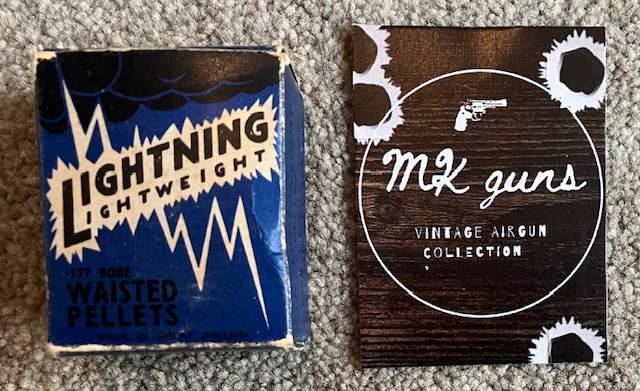 LIGHTNING
LIGHTWEIGHT
.177 BORE
WAISTED
PELLETS
MADE IN GREAT BRITAIN
MK guns
VINTAGE AIRGUN
COLLECTION